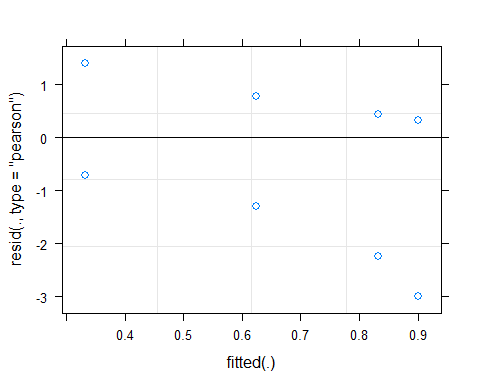 resid(., type = "pearson")
1
0
-1
-2
-3
0.4 0.5 0.6 0.7 0.8 0.9
fitted(.)